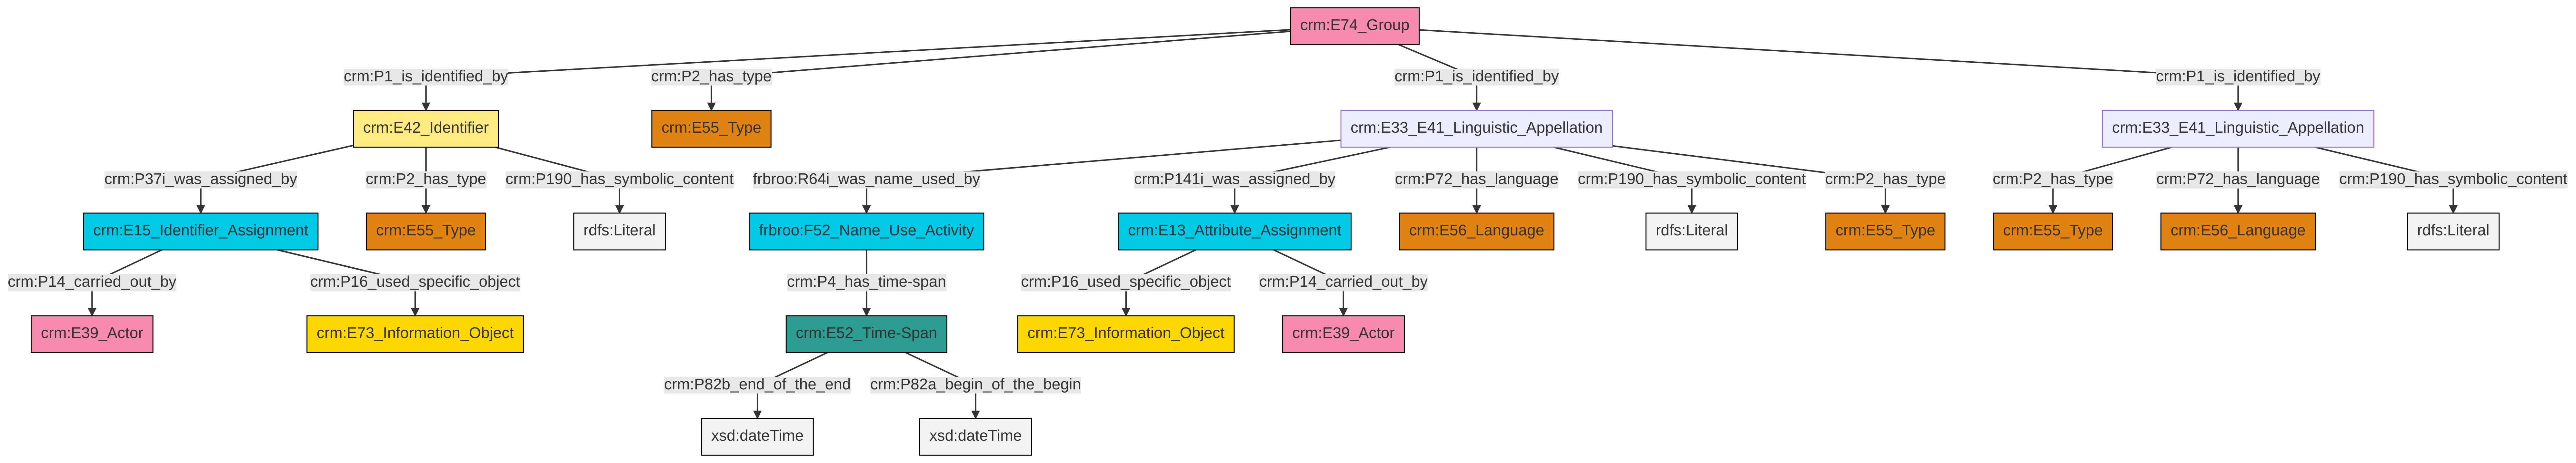 crm:E74_Group
crm:P1_is_identified_by
crm:P2_has_type
crm:P1_is_identified_by
crm:P1_is_identified_by
crm:E42_Identifier
crm:E55_Type
crm:E33_E41_Linguistic_Appellation
crm:E33_E41_Linguistic_Appellation
crm:P37i_was_assigned_by
crm:P2_has_type
crm:P190_has_symbolic_content
frbroo:R64i_was_name_used_by
crm:P141i_was_assigned_by
crm:P72_has_language
crm:P190_has_symbolic_content
crm:P2_has_type
crm:P2_has_type
crm:P72_has_language
crm:P190_has_symbolic_content
crm:E15_Identifier_Assignment
crm:E55_Type
rdfs:Literal
frbroo:F52_Name_Use_Activity
crm:E13_Attribute_Assignment
crm:E56_Language
rdfs:Literal
crm:E55_Type
crm:E55_Type
crm:E56_Language
rdfs:Literal
crm:P14_carried_out_by
crm:P16_used_specific_object
crm:P4_has_time-span
crm:P16_used_specific_object
crm:P14_carried_out_by
crm:E39_Actor
crm:E73_Information_Object
crm:E52_Time-Span
crm:E73_Information_Object
crm:E39_Actor
crm:P82b_end_of_the_end
crm:P82a_begin_of_the_begin
xsd:dateTime
xsd:dateTime